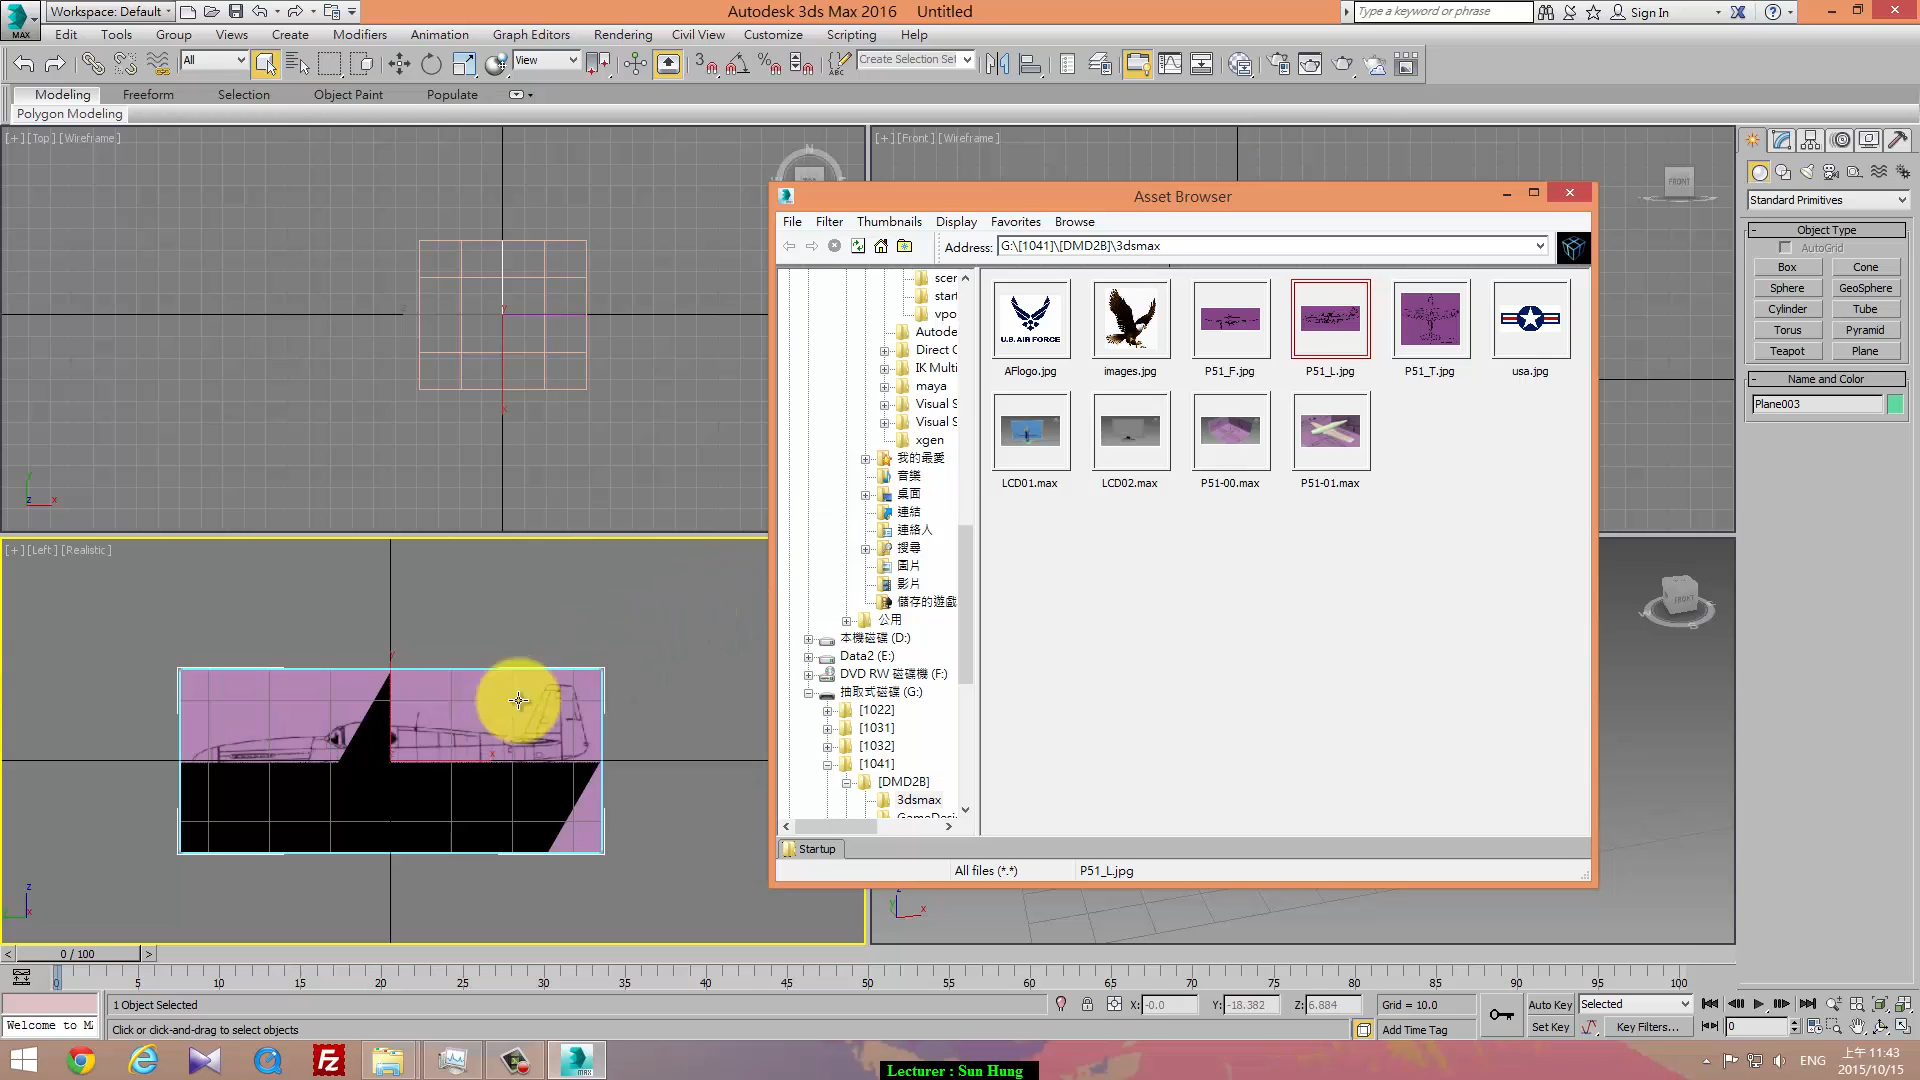 MAX
Workspace: Default
Autodesk 3ds Max 2016 Untitled
Type a keyword or phrase
Sign In
Edit Tools Group Views Create Modifiers Animation Graph Editors Rendering Civil View Customize Scripting Help
All
View
Create Selection Set
Modeling Freeform Selection Object Paint Populate
Polygon Modeling
[+] [Top] [Wireframe]
[+] [Front] [Wireframe]
N
FRONT
Standard Primitives
Object Type
AutoGrid
Box Cone
Sphere GeoSphere
Cylinder Tube
Torus Pyramid
Teapot Plane
Name and Color
Plane003
Asset Browser
File Filter Thumbnails Display Favorites Browse
Address: G:\[1041]\[DMD2B]\3dsmax
scer
start
vpo
Autode
Direct C
IK Multi
maya
Visual S
Visual S
xgen
我的最愛
音樂
桌面
連結
連絡人
搜尋
圖片
影片
儲存的遊戲
公用
本機磁碟 (D:)
Data2 (E:)
DVD RW 磁碟機 (F:)
抽取式磁碟 (G:)
[1022]
[1031]
[1032]
[1041]
[DMD2B]
3dsmax
U.S. AIR FORCE
AFlogo.jpg images.jpg P51_F.jpg P51_L.jpg P51_T.jpg usa.jpg
LCD01.max LCD02.max P51-00.max P51-01.max
Startup
All files (*.*) P51_L.jpg
[+] [Left] [Realistic]
FRONT
0 / 100
0 5 10 15 20 25 30 35 40 45 50 55 60 65 70 75 80 85 90 95 100
1 Object Selected
X: -0.0 Y: -18.382 Z: 6.884 Grid = 10.0
Auto Key Selected
Welcome to M
Click or click-and-drag to select objects
Add Time Tag
Set Key Key Filters...
0
Lecturer : Sun Hung
ENG
上午 11:43
2015/10/15